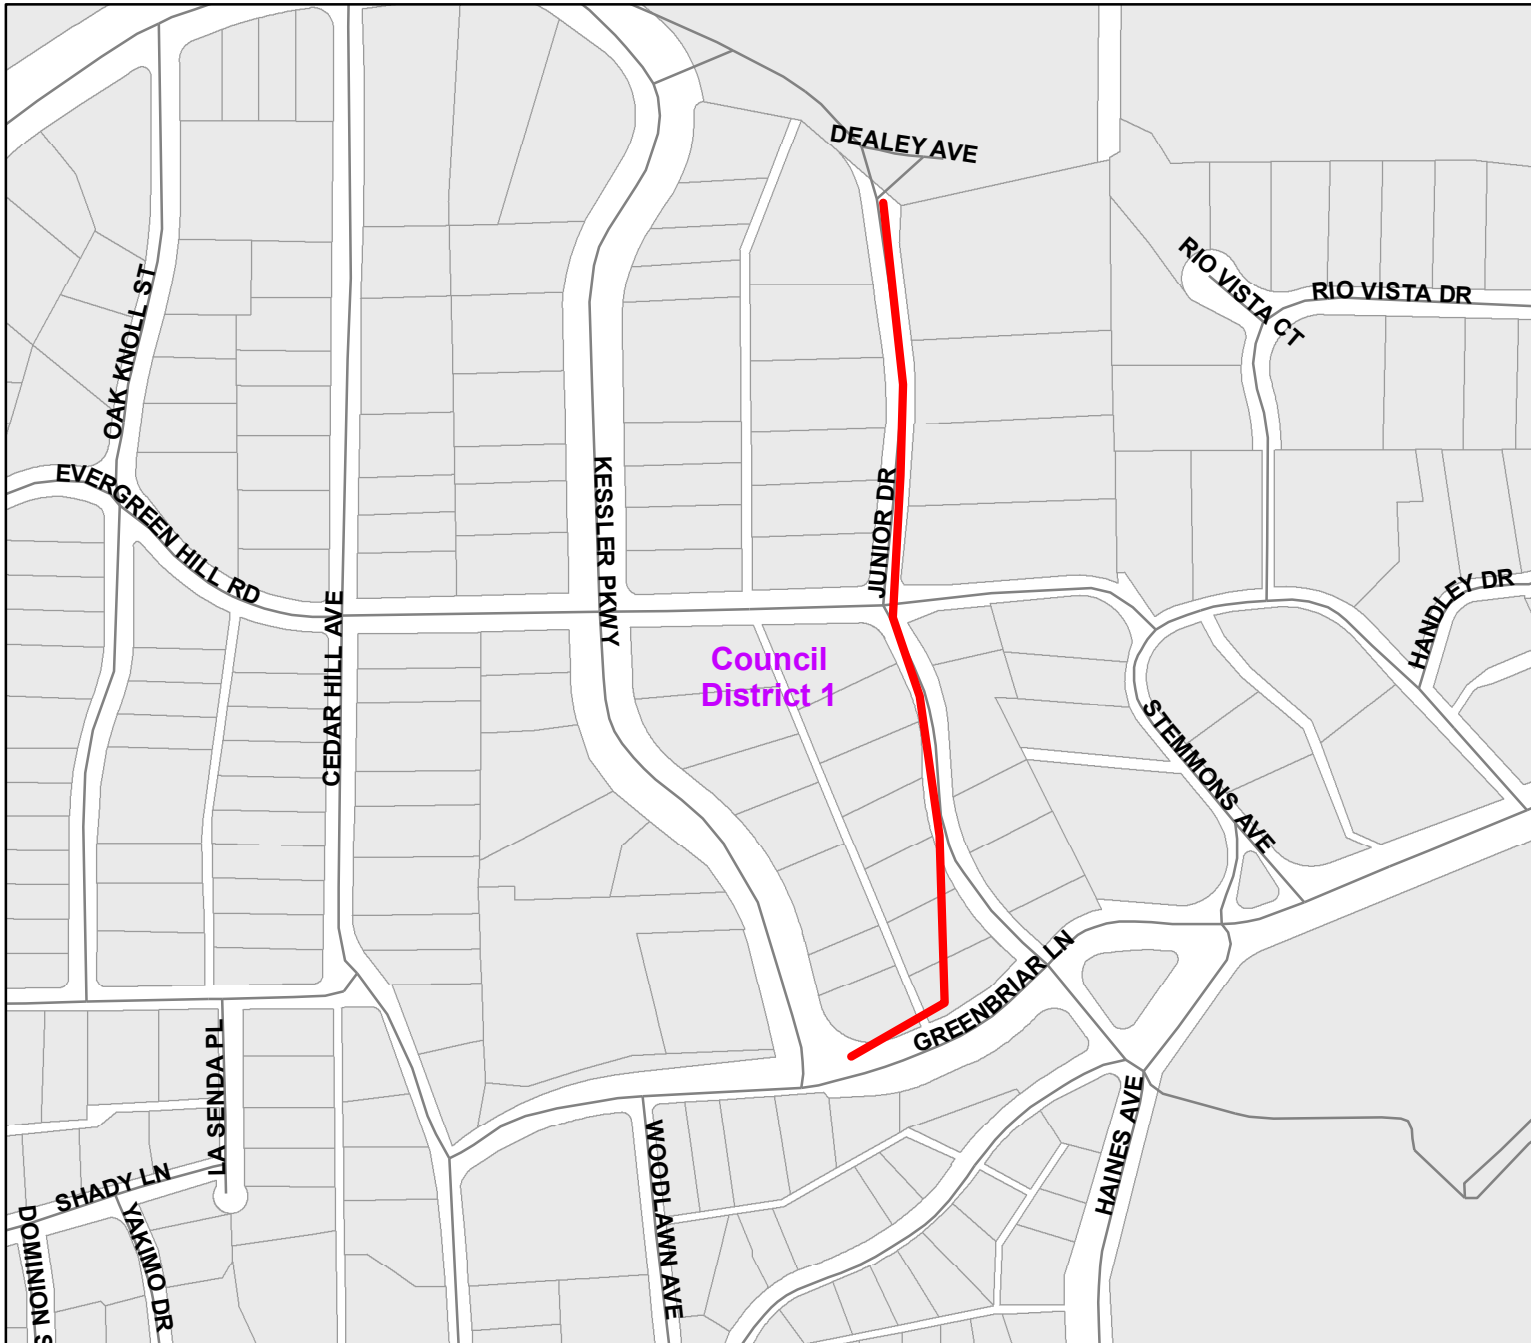 DEALEY AVE
RIO VISTA CT
RIO VISTA DR
OAK KNOLL ST
EVERGREEN HILL RD
KESSLER PKWY
JUNIOR DR
HANDLEY DR
CEDAR HILL AVE
Council
District 1
STEMMONS AVE
GREENBRIAR LN
LA SENDA PL
HAINES AVE
WOODLAWN AVE
SHADY LN
YAKIMO DR
DOMINION S